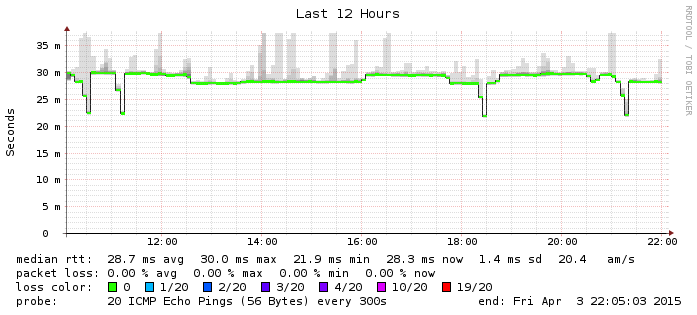 Last 12 Hours
RRDTOOL / TOBI OETIKER
Seconds
35 m
30 m
25 m
20 m
15 m
10 m
5 m
0
12:00 14:00 16:00 18:00 20:00 22:00
median rtt: 28.7 ms avg 30.0 ms max 21.9 ms min 28.3 ms now 1.4 ms sd 20.4 am/s
packet loss: 0.00 % avg 0.00 % max 0.00 % min 0.00 % now
loss color: 0 1/20 2/20 3/20 4/20 10/20 19/20
probe: 20 ICMP Echo Pings (56 Bytes) every 300s end: Fri Apr 3 22:05:03 2015